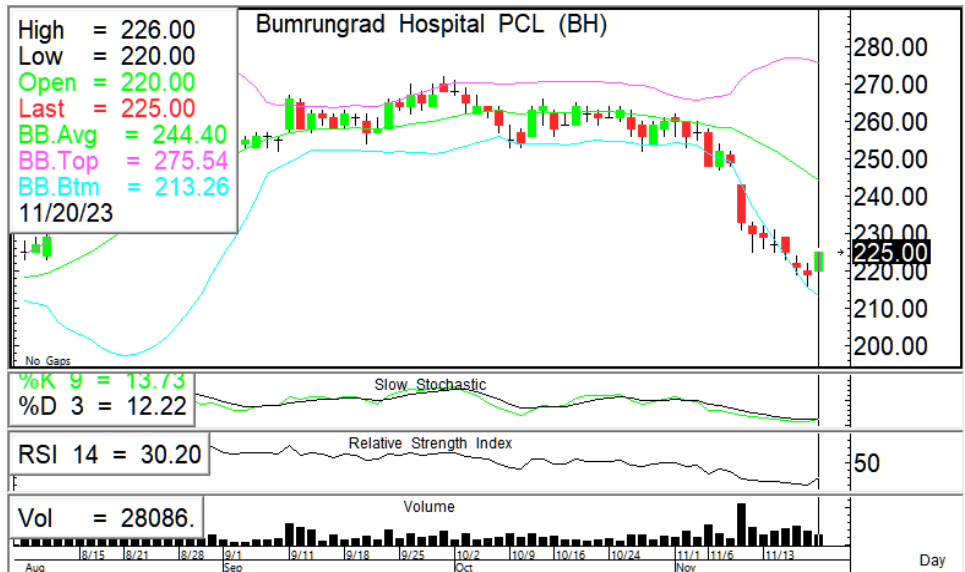 Bumrungrad Hospital PCL (BH)
High = 226.00
Low = 220.00
Open = 220.00
Last = 225.00
BB.Avg = 244.40
BB.Top = 275.54
BB.Btm = 213.26
11/20/23
280.00
270.00
260.00
250.00
240.00
230.00
225.00
220.00
210.00
200.00
No Gaps
Slow Stochastic
%K 9 = 13.73
%D 3 = 12.22
Relative Strength Index
RSI 14 = 30.20
50
Volume
Vol = 28086.
8/15 8/21 8/28 9/1 9/11 9/18 9/25 10/2 10/9 10/16 10/24 11/1 11/6 11/13
Aug Sep Oct Nov
Day